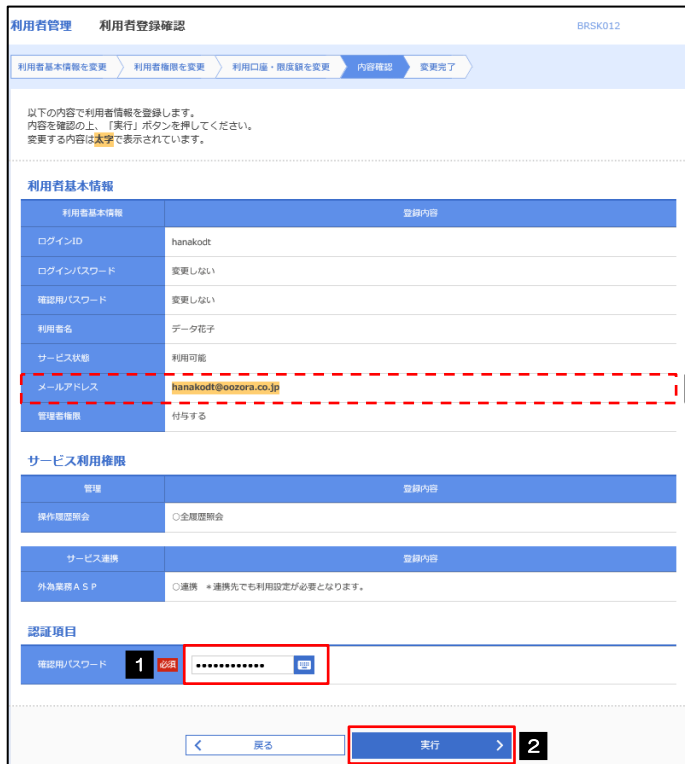 利用者管理 利用者登録確認 BRSK012
利用者基本情報を変更 利用者権限を変更 利用口座・限度額を変更 内容確認 変更完了
以下の内容で利用者情報を登録します。
内容を確認の上、「実行」ボタンを押してください。
変更する内容は太字で表示されています。
利用者基本情報
利用者基本情報 登録内容
ログインID hanakodt
ログインパスワード 変更しない
確認用パスワード 変更しない
利用者名 データ花子
サービス状態 利用可能
メールアドレス hanakodt@oozora.co.jp
管理者権限 付与する
サービス利用権限
管理 登録内容
操作履歴照会 ○全履歴照会
サービス連携 登録内容
外為業務ASP ○連携 *連携先でも利用設定が必要となります。
認証項目
確認用パスワード 1 必須 ●●●●●●●●●●●●
戻る 実行 2